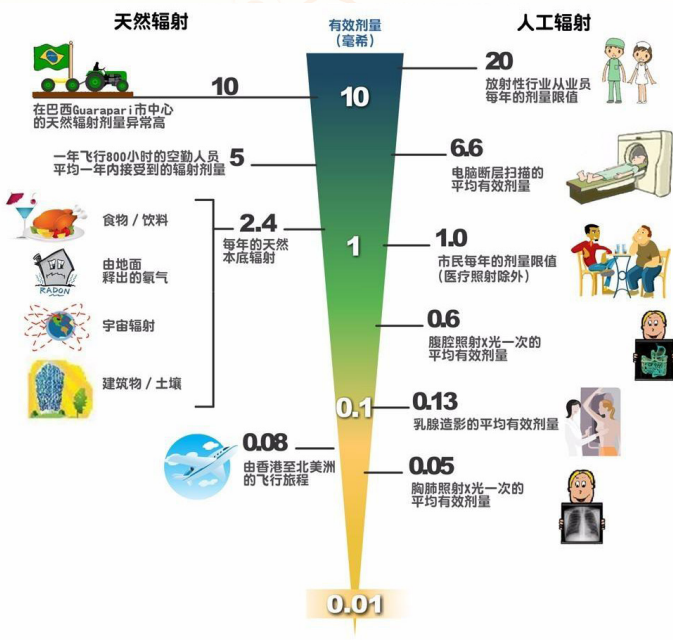 天然辐射
有效剂量
（毫希）
人工辐射
10
在巴西Guarapari市中心
的天然辐射剂量异常高
一年飞行800小时的空勤人员
平均一年内接受到的辐射剂量
5
食物 / 饮料
由地面
释出的氡气
RADON
宇宙辐射
建筑物 / 土壤
2.4
每年的天然
本底辐射
0.08
由香港至北美洲
的飞行旅程
10
1
0.1
0.01
20
放射性行业从业员
每年的剂量限值
6.6
电脑断层扫描的
平均有效剂量
1.0
市民每年的剂量限值
（医疗照射除外）
0.6
腹腔照射X光一次的
平均有效剂量
0.13
乳腺造影的平均有效剂量
0.05
胸肺照射X光一次的
平均有效剂量